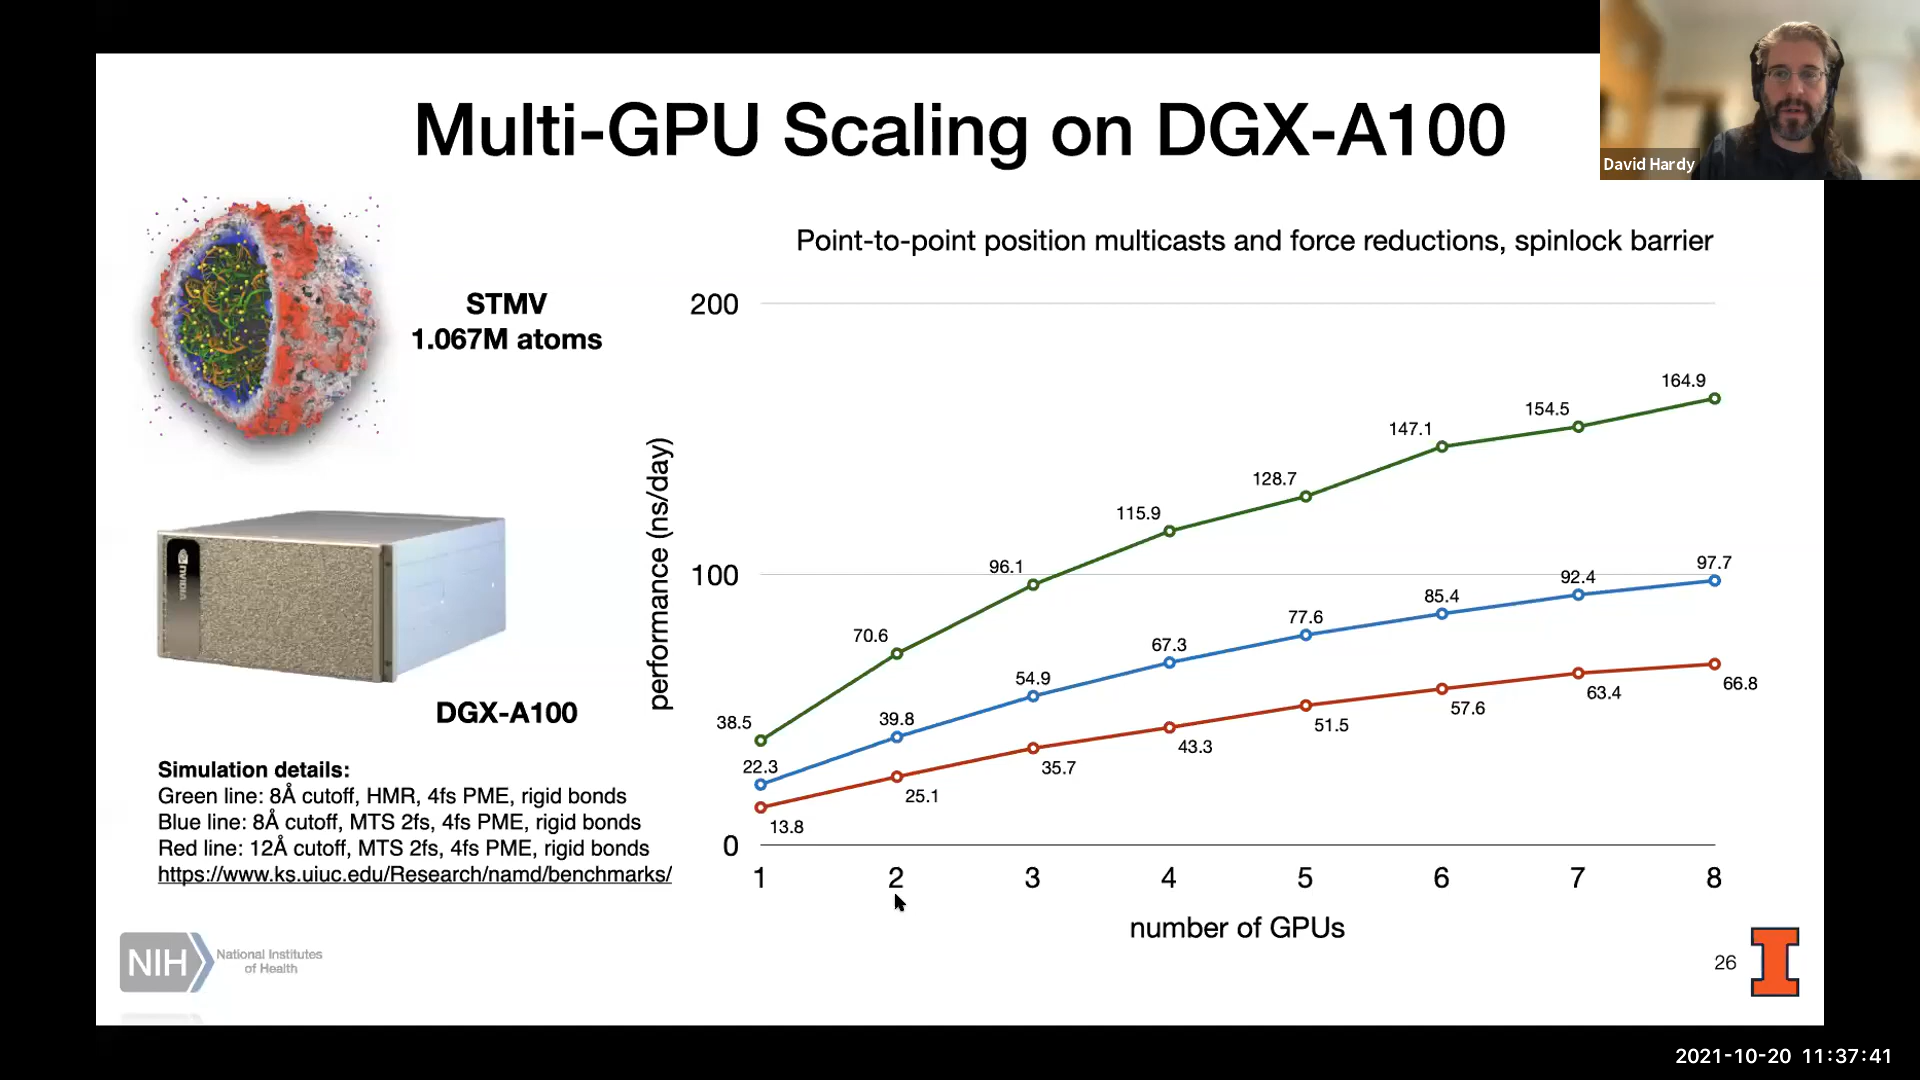 Multi-GPU Scaling on DGX-A100
David Hardy
Point-to-point position multicasts and force reductions, spinlock barrier
STMV
1.067M atoms
nVIDIA
DGX-A100
Simulation details:
Green line: 8Å cutoff, HMR, 4fs PME, rigid bonds
Blue line: 8Å cutoff, MTS 2fs, 4fs PME, rigid bonds
Red line: 12Å cutoff, MTS 2fs, 4fs PME, rigid bonds
https://www.ks.uiuc.edu/Research/namd/benchmarks/
performance (ns/day)
200
100
0
38.5
70.6
96.1
115.9
128.7
147.1
154.5
164.9
22.3
39.8
54.9
67.3
77.6
85.4
92.4
97.7
13.8
25.1
35.7
43.3
51.5
57.6
63.4
66.8
1 2 3 4 5 6 7 8
number of GPUs
NIH
National Institutes
of Health
26
I
2021-10-20 11:37:41